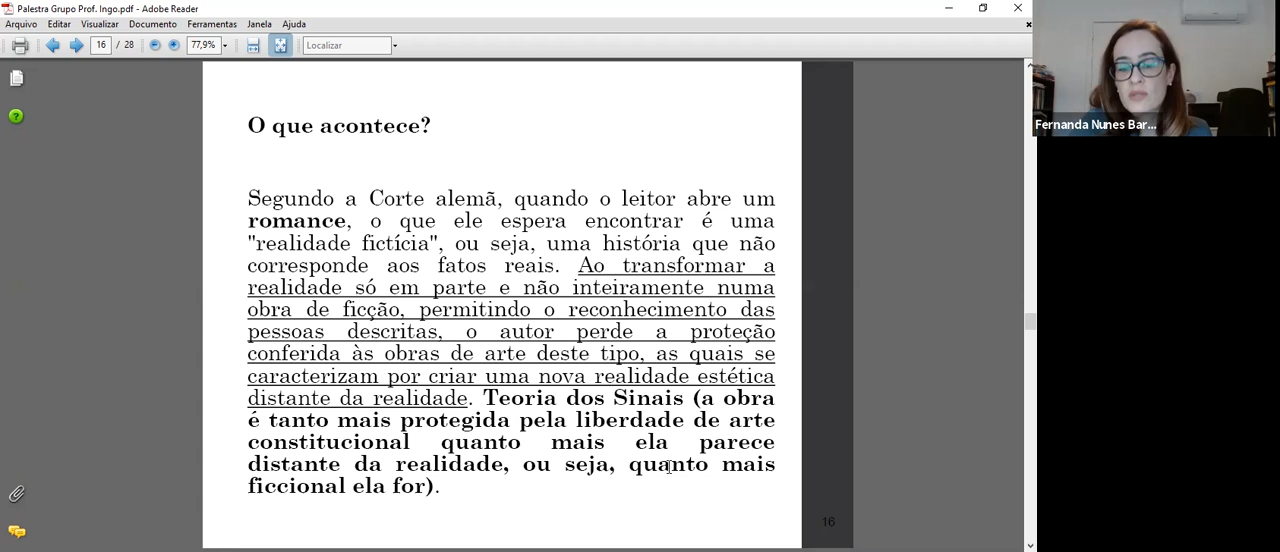 Palestra Grupo Prof. Ingo.pdf - Adobe Reader
Arquivo Editar Visualizar Documento Ferramentas Janela Ajuda
16 / 28 77,9% Localizar
Fernanda Nunes Bar...
O que acontece?
Segundo a Corte alemã, quando o leitor abre um
romance, o que ele espera encontrar é uma
"realidade fictícia", ou seja, uma história que não
corresponde aos fatos reais. Ao transformar a
realidade só em parte e não inteiramente numa
obra de ficção, permitindo o reconhecimento das
pessoas descritas, o autor perde a proteção
conferida às obras de arte deste tipo, as quais se
caracterizam por criar uma nova realidade estética
distante da realidade. Teoria dos Sinais (a obra
é tanto mais protegida pela liberdade de arte
constitucional quanto mais ela parece
distante da realidade, ou seja, quanto mais
ficcional ela for).
16